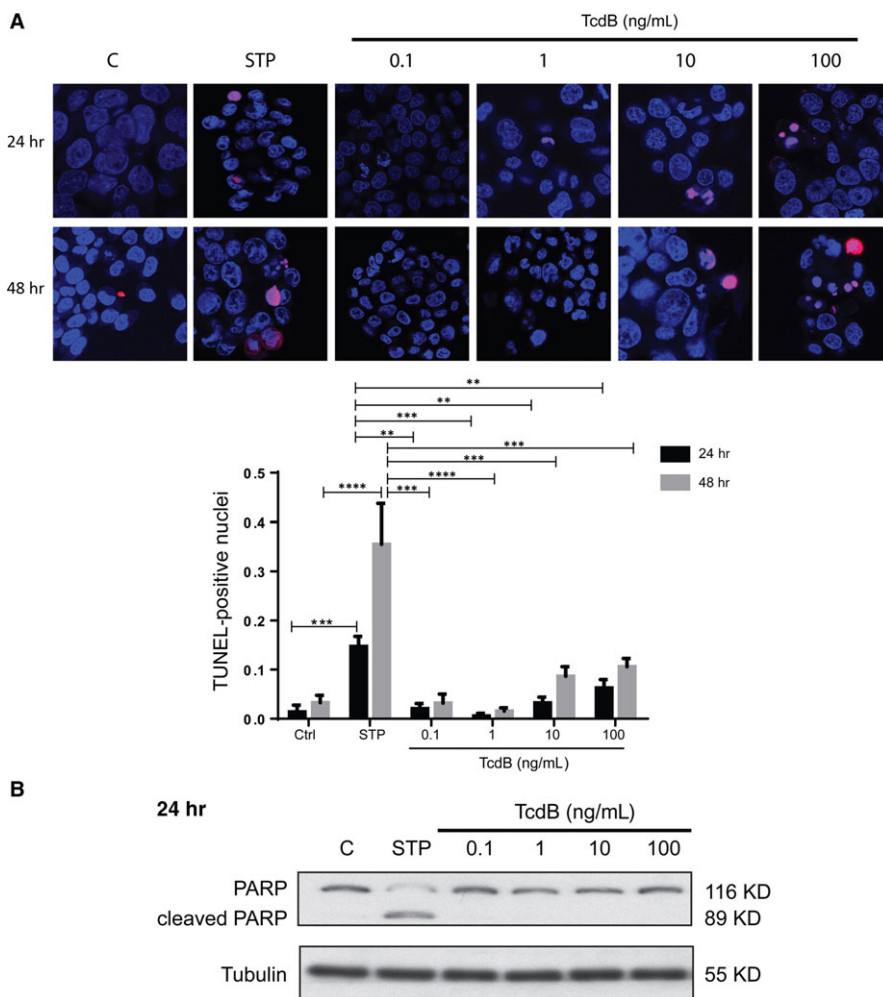 A
TcdB (ng/mL)
C STP 0.1 1 10 100
24 hr
48 hr
**
**
***
**
***
***
****
**** ***
***
24 hr
48 hr
TUNEL-positive nuclei
0.5
0.4
0.3
0.2
0.1
0.0
Ctrl STP 0.1 1 10 100
TcdB (ng/mL)
B
24 hr
TcdB (ng/mL)
C STP 0.1 1 10 100
PARP 116 KD
cleaved PARP 89 KD
Tubulin 55 KD